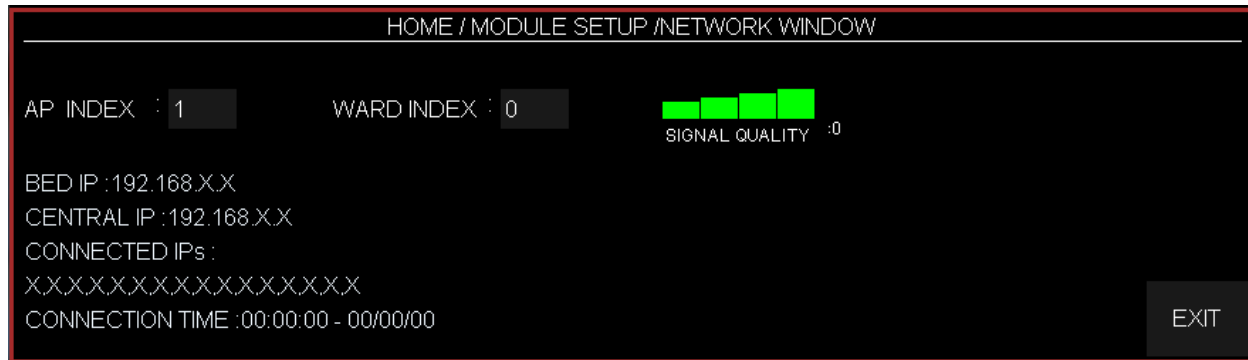 HOME / MODULE SETUP /NETWORK WINDOW
AP INDEX : 1 WARD INDEX : 0
SIGNAL QUALITY :0
BED IP :192.168.X.X
CENTRAL IP :192.168.X.X
CONNECTED IPs :
X,X,X,X,X,X,X,X,X,X,X,X,X,X,X,X
CONNECTION TIME :00:00:00 - 00/00/00
EXIT